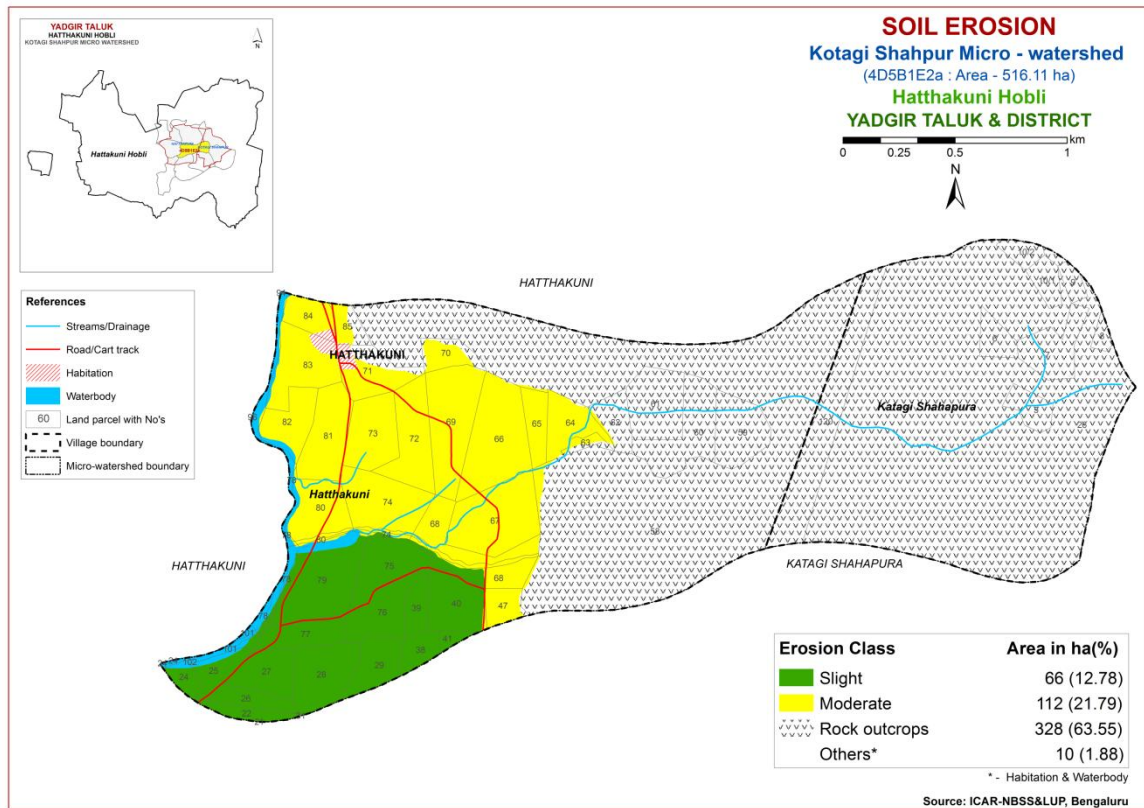 YADGIR TALUK
HATTHAKUNI HOBLI
KOTAGI SHAHPUR MICRO WATERSHED
N
Hattakuni Hobli
SOIL EROSION
Kotagi Shahpur Micro - watershed
(4D5B1E2a : Area - 516.11 ha)
Hatthakuni Hobli
YADGIR TALUK & DISTRICT
km
0 0.25 0.5 1
N
References
Streams/Drainage
Road/Cart track
Habitation
Waterbody
60 Land parcel with No's
Village boundary
Micro-watershed boundary
HATTHAKUNI
84
85
HATTHAKUNI
70
83
71
82
81
73
72
69
66
65
64
63
Katagi Shahapura
28
Hatthakuni
80
74
68
67
HATTHAKUNI
KATAGI SHAHAPURA
75
79
68
47
76
39
40
77
41
38
102
24
25
27
28
29
26
22
Erosion Class Area in ha(%)
Slight 66 (12.78)
Moderate 112 (21.79)
Rock outcrops 328 (63.55)
Others* 10 (1.88)
* - Habitation & Waterbody
Source: ICAR-NBSS&LUP, Bengaluru